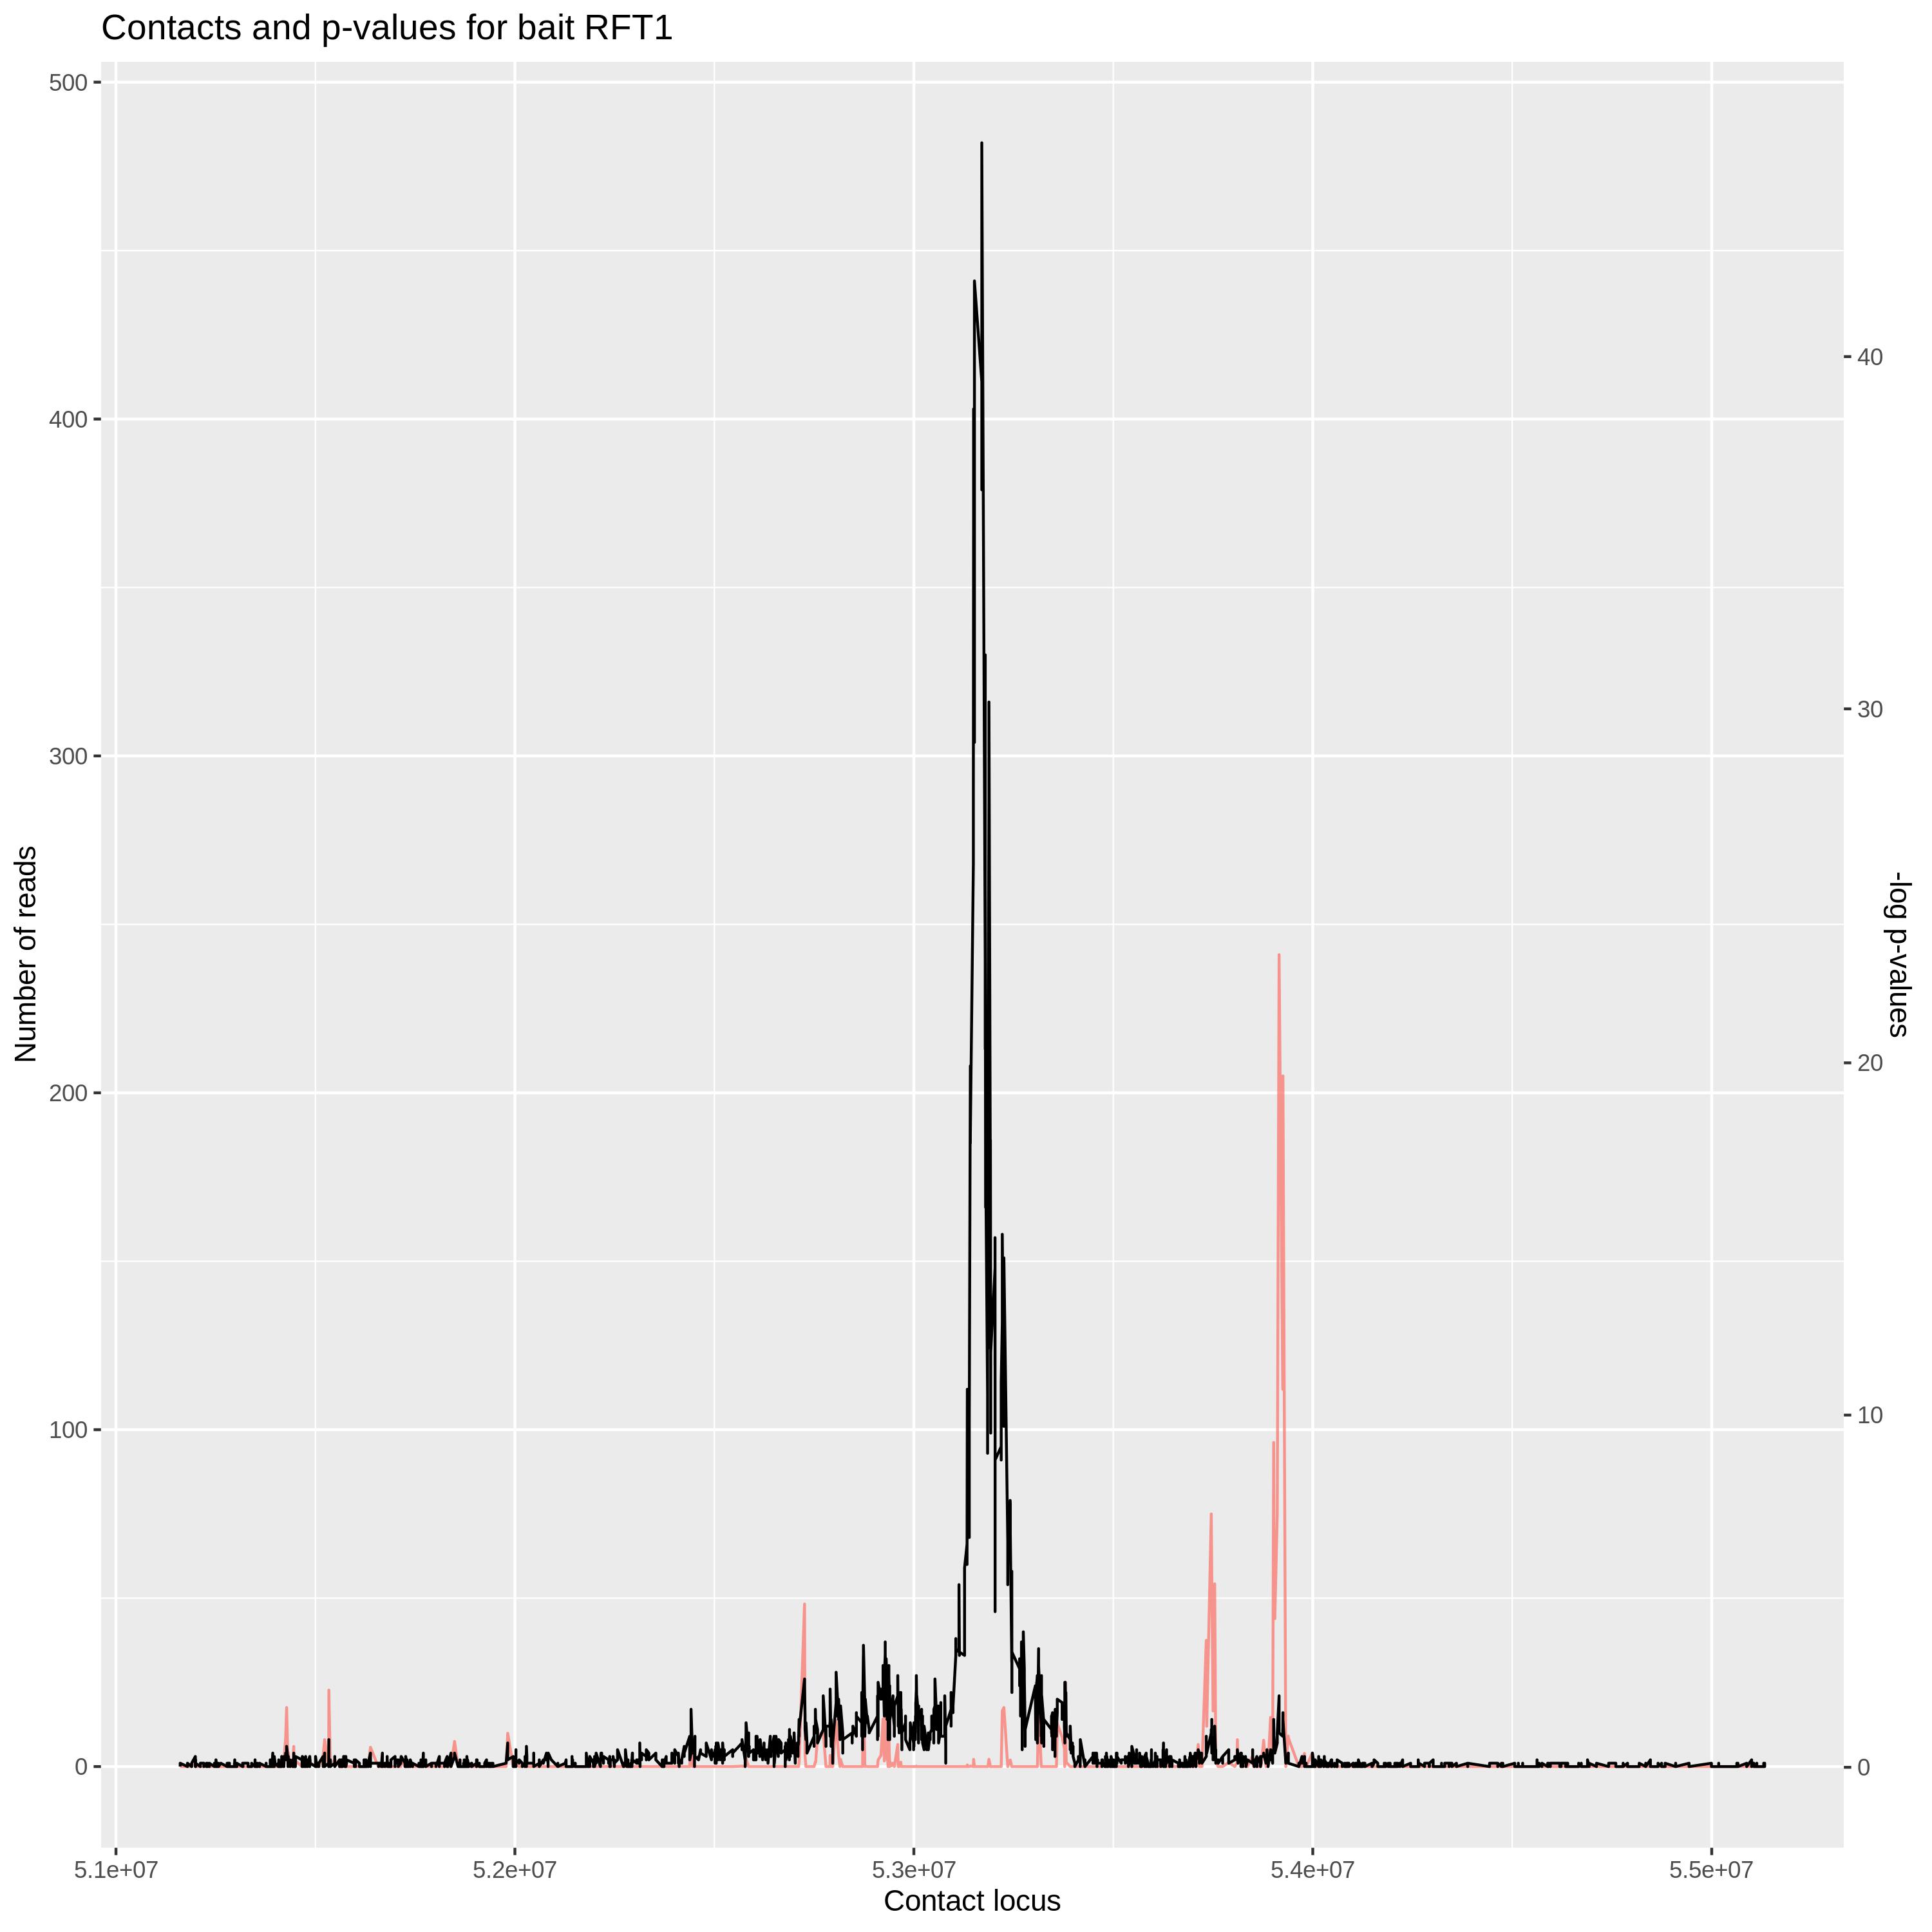 Contacts and p-values for bait RFT1
500
400
300
200
100
0
Number of reads
40
30
20
10
0
-log p-values
5.1e+07 5.2e+07 5.3e+07 5.4e+07 5.5e+07
Contact locus